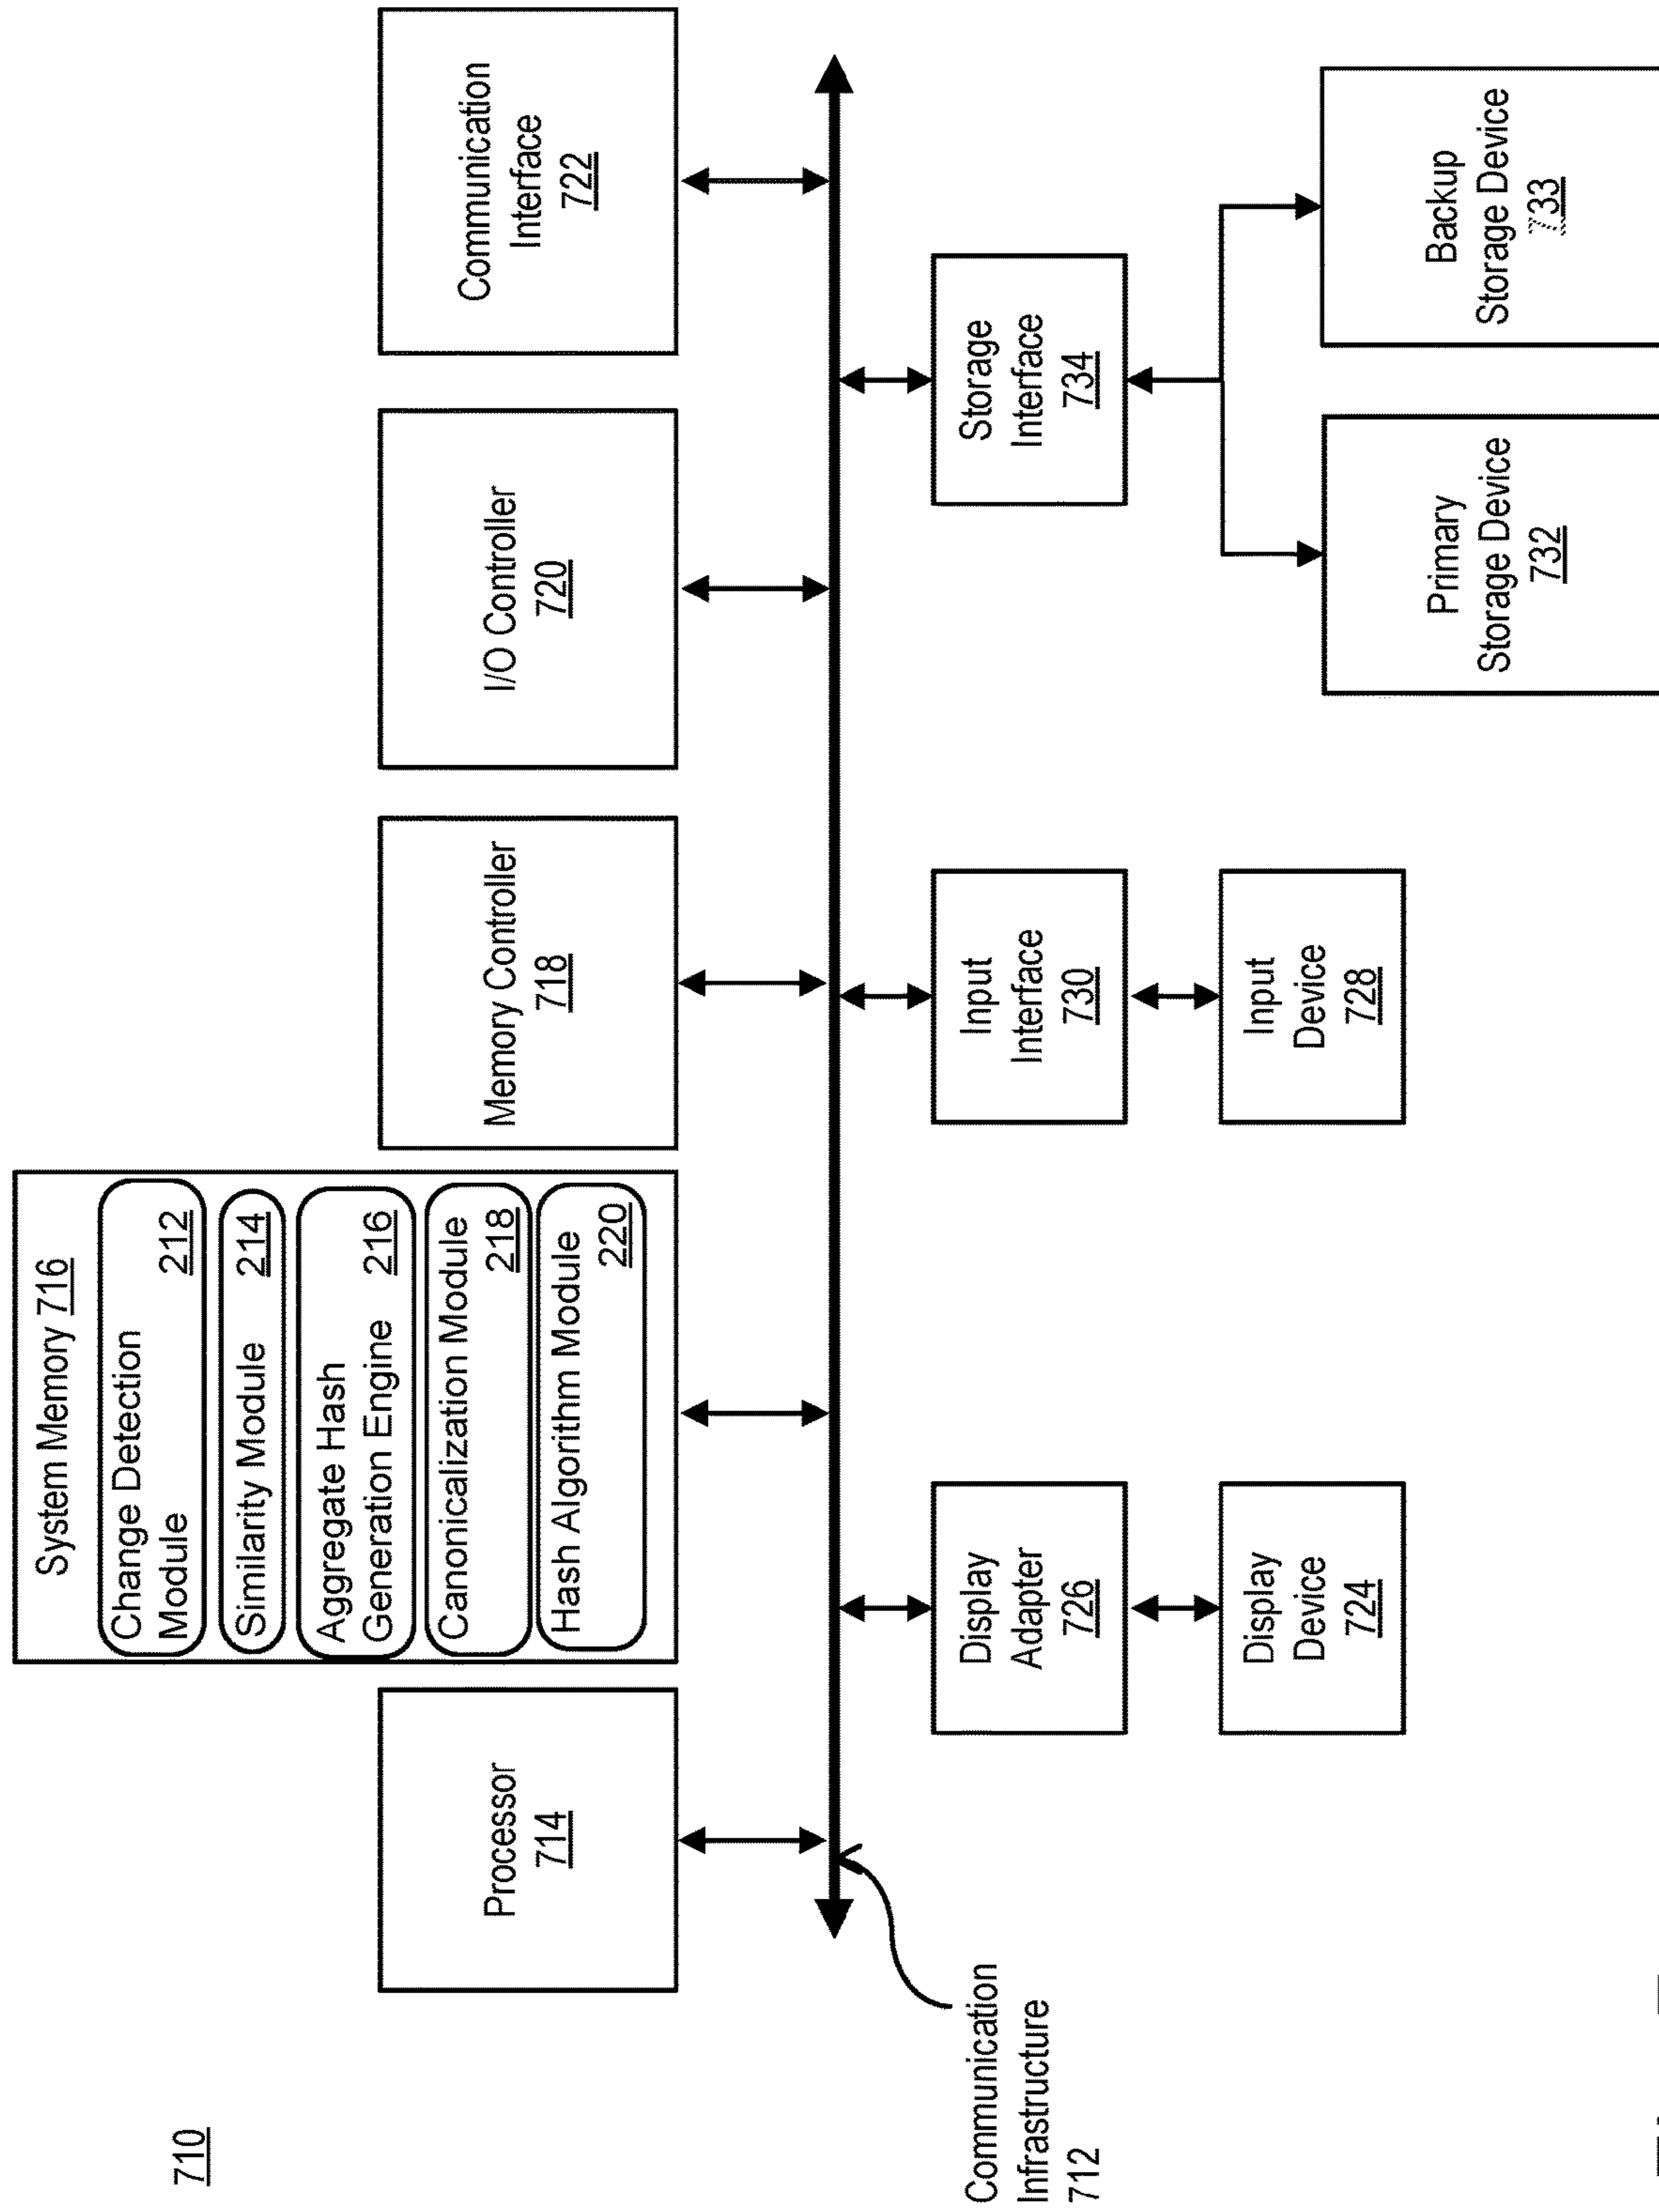 710
System Memory 716
Change Detection
Module 212
Similarity Module 214
Aggregate Hash
Generation Engine 216
Canonicalization Module
218
Hash Algorithm Module
220
Processor
714
Memory Controller
718
I/O Controller
720
Communication
Interface
722
Communication
Infrastructure
712
Display
Adapter
726
Input
Interface
730
Storage
Interface
734
Display
Device
724
Input
Device
728
Primary
Storage Device
732
Backup
Storage Device
733